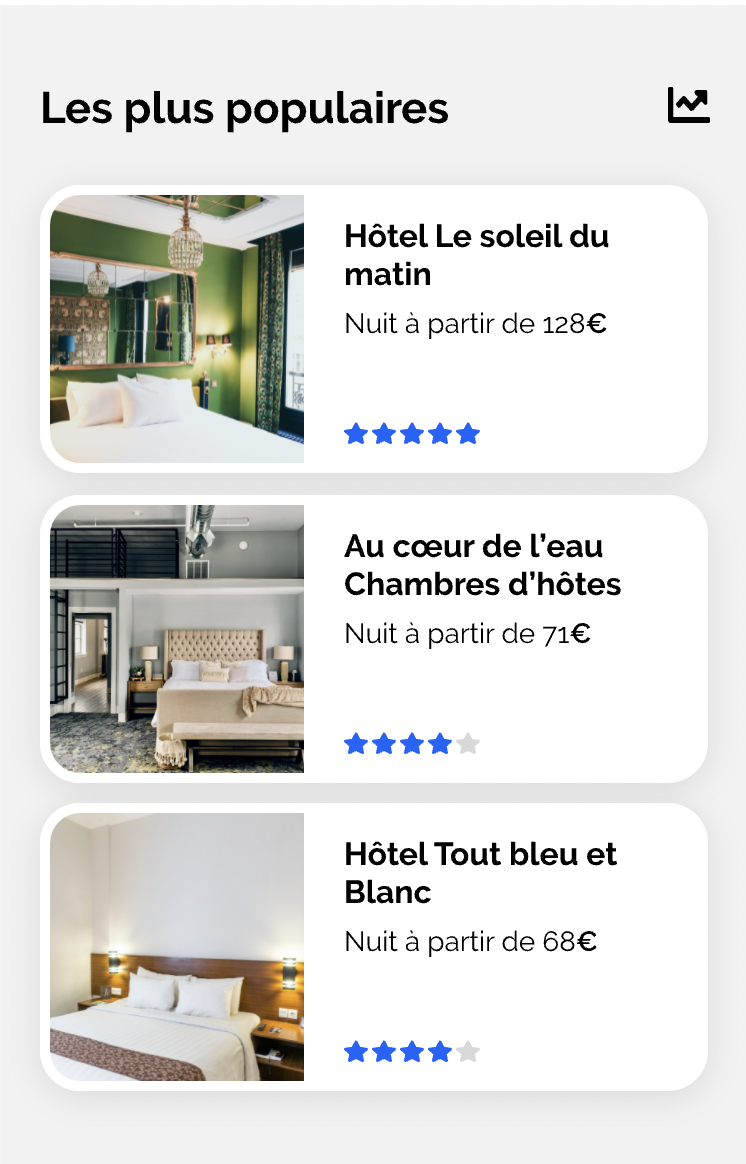 Les plus populaires
Hôtel Le soleil du
matin
Nuit à partir de 128€
Au cœur de l’eau
Chambres d’hôtes
Nuit à partir de 71€
Hôtel Tout bleu et
Blanc
Nuit à partir de 68€